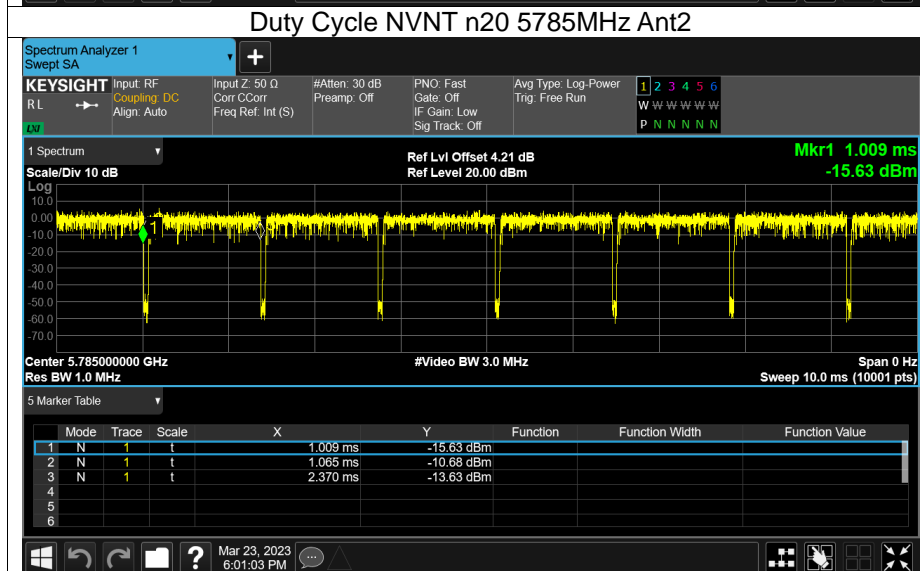 Duty Cycle NVNT n20 5785MHz Ant2
Spectrum Analyzer 1
Swept SA
+
KEYSIGHT
RL
LXI
Input: RF
Coupling: DC
Align: Auto
Input Z: 50 Ω
Corr CCorr
Freq Ref: Int (S)
#Atten: 30 dB
Preamp: Off
PNO: Fast
Gate: Off
IF Gain: Low
Sig Track: Off
Avg Type: Log-Power
Trig: Free Run
1 2 3 4 5 6
W W W W W W
P N N N N N
1 Spectrum
Scale/Div 10 dB
Ref Lvl Offset 4.21 dB
Ref Level 20.00 dBm
Mkr1 1.009 ms
-15.63 dBm
Log
10.0
0.00
-10.0
-20.0
-30.0
-40.0
-50.0
-60.0
-70.0
1
Center 5.785000000 GHz
#Video BW 3.0 MHz
Span 0 Hz
Res BW 1.0 MHz
Sweep 10.0 ms (10001 pts)
5 Marker Table
Mode Trace Scale X Y Function Function Width Function Value
1 N 1 t 1.009 ms -15.63 dBm
2 N 1 t 1.065 ms -10.68 dBm
3 N 1 t 2.370 ms -13.63 dBm
4
5
6
?
Mar 23, 2023
6:01:03 PM